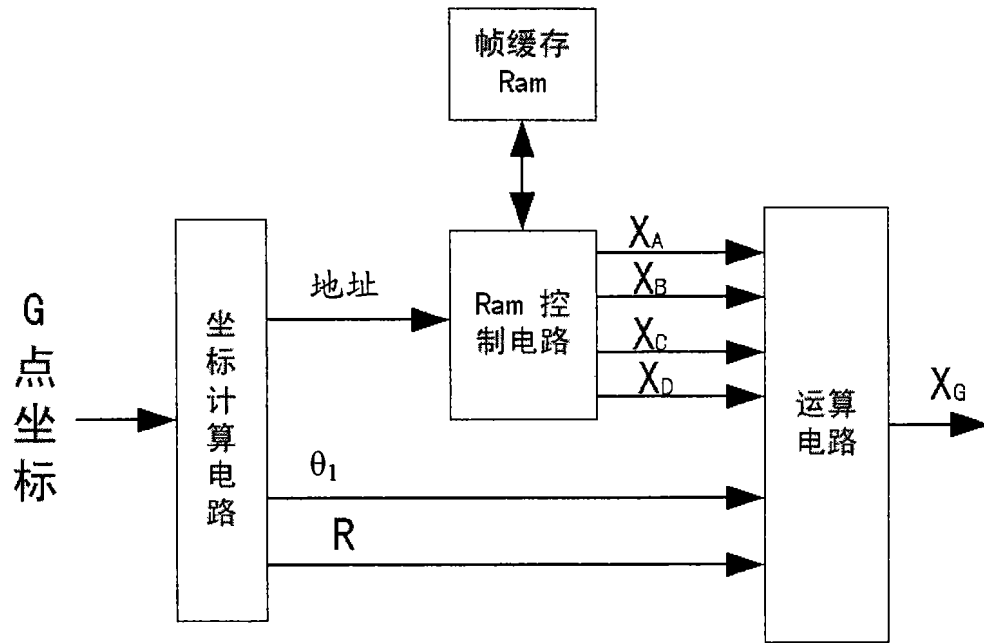 帧缓存
Ram
G
点
坐
标
坐
标
计
算
电
路
地址
Ram 控
制电路
XA
XB
XC
XD
θ1
R
运算
电路
XG